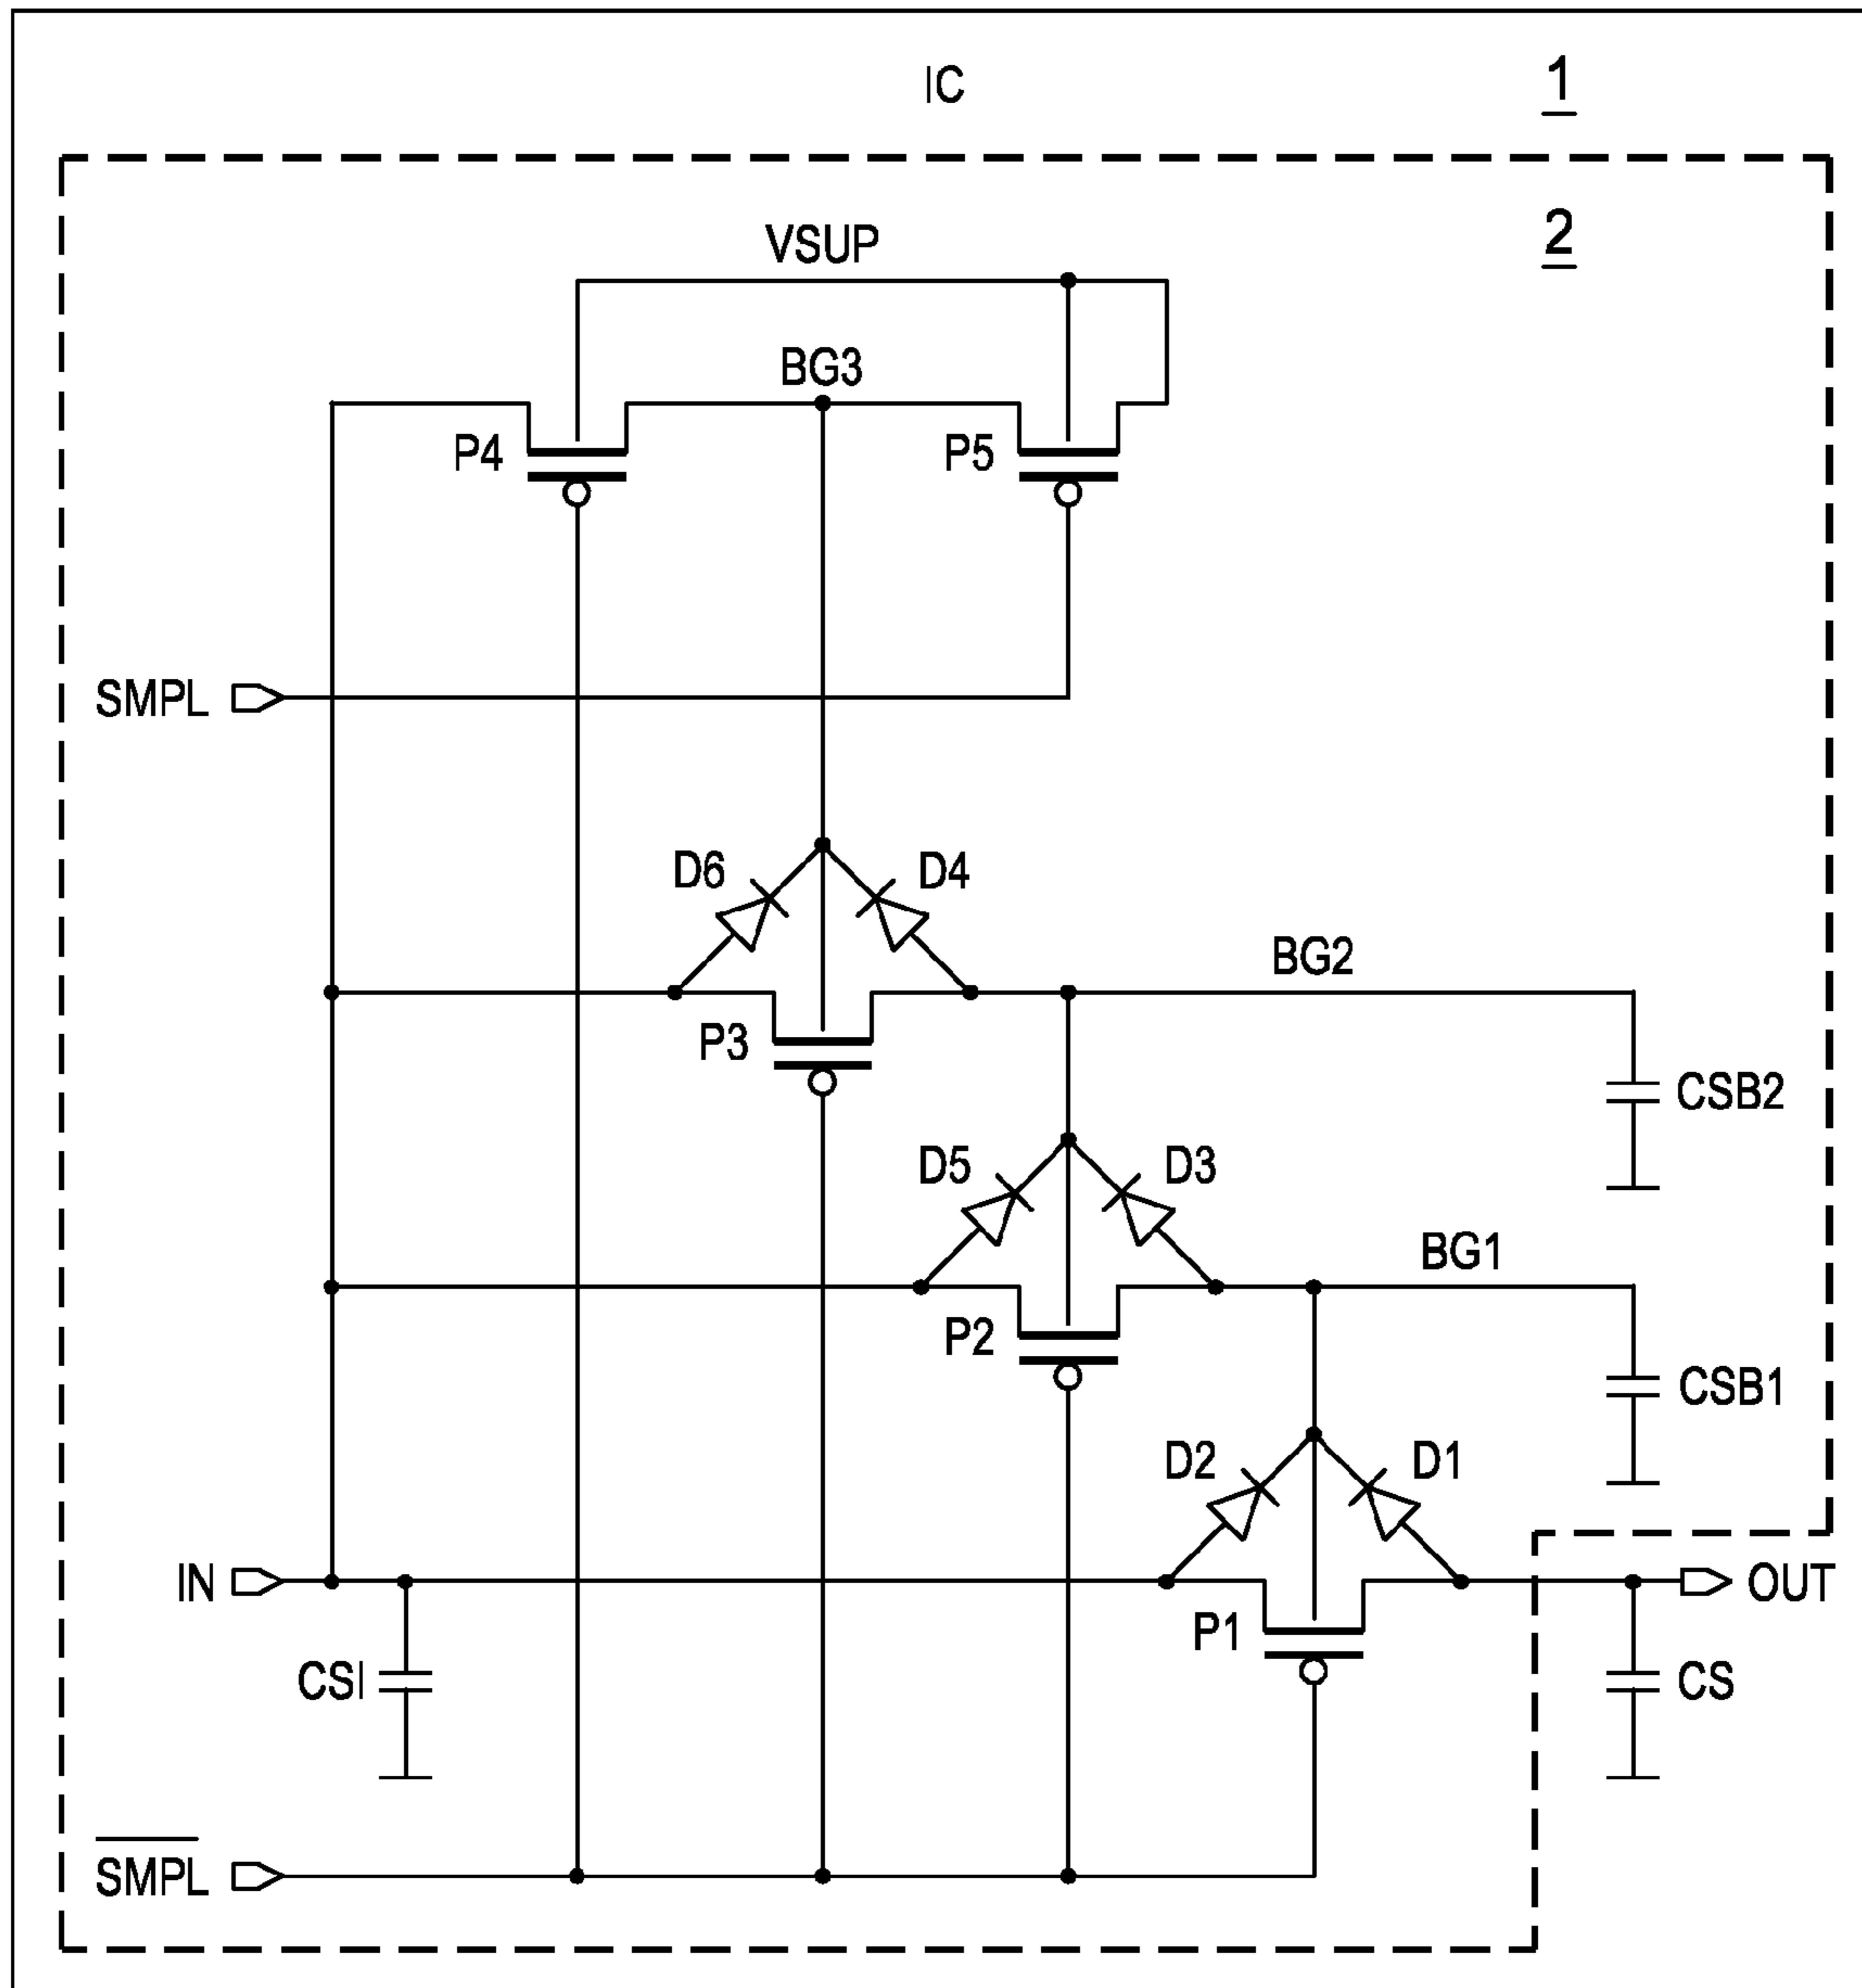 IC
1
2
VSUP
BG3
P4
P5
SMPL
D6
D4
BG2
P3
CSB2
D5
D3
BG1
P2
CSB1
D2
D1
IN
OUT
P1
CSI
CS
S̅M̅P̅L̅